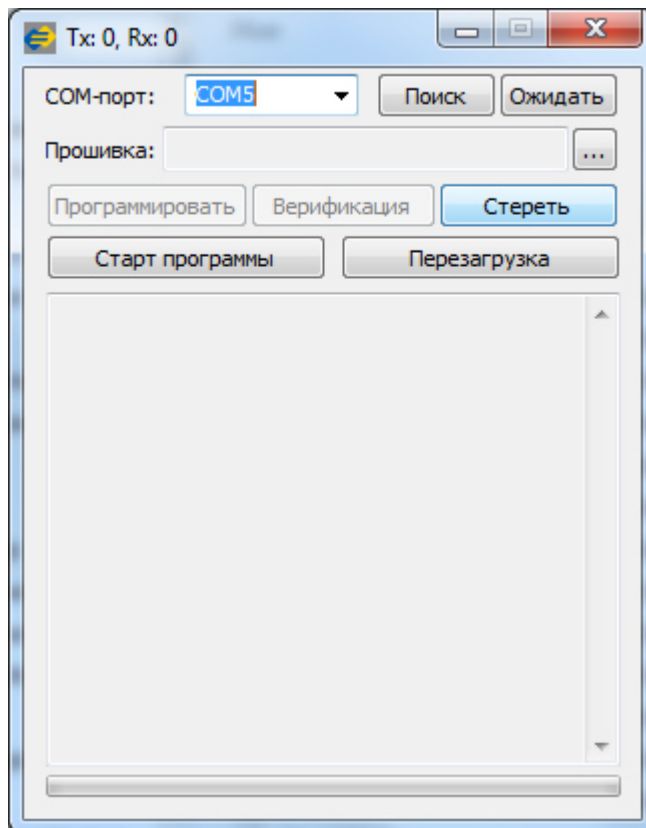 Tx: 0, Rx: 0
COM-порт: COM5 Поиск Ожидать
Прошивка: ...
Программировать Верификация Стереть
Старт программы Перезагрузка